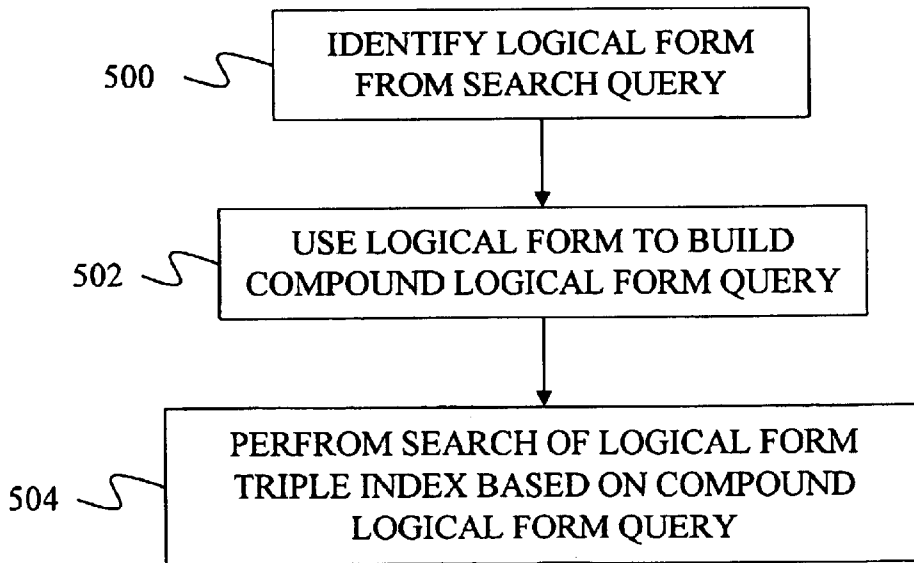 500
IDENTIFY LOGICAL FORM
FROM SEARCH QUERY
502
USE LOGICAL FORM TO BUILD
COMPOUND LOGICAL FORM QUERY
504
PERFROM SEARCH OF LOGICAL FORM
TRIPLE INDEX BASED ON COMPOUND
LOGICAL FORM QUERY